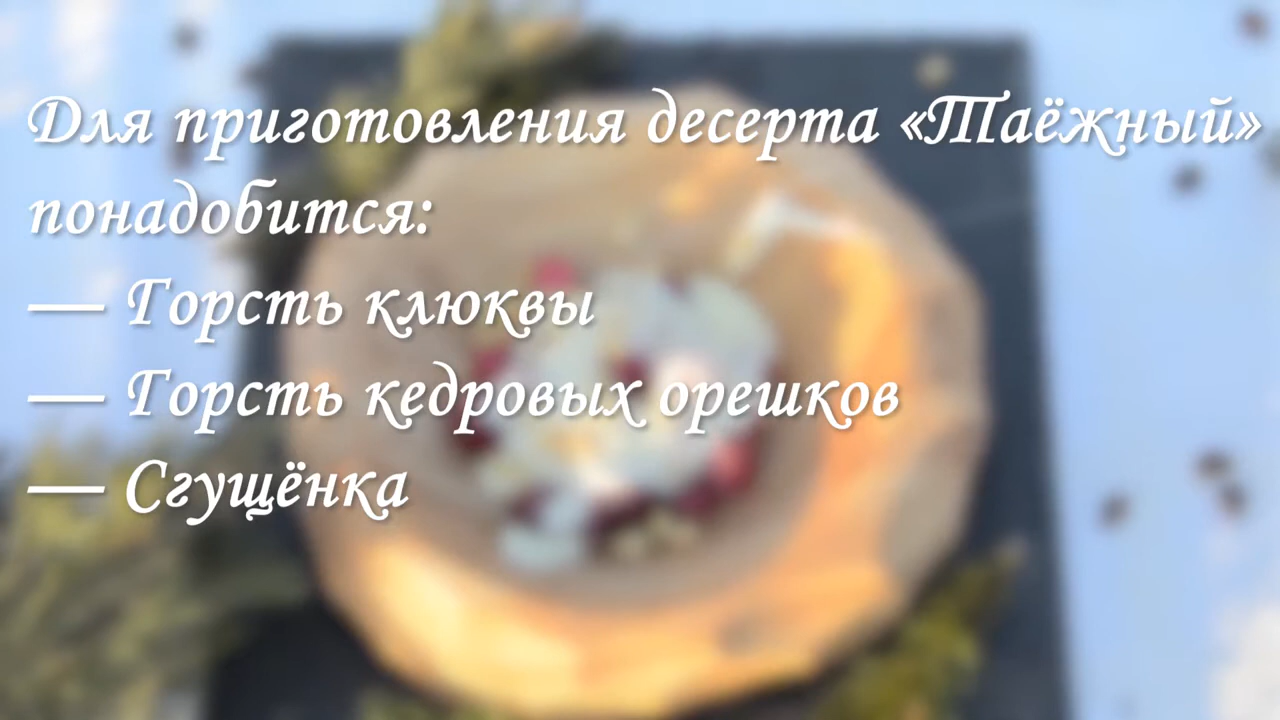 Для приготовления десерта «Таёжный»
понадобится:
— Горсть клюквы
— Горсть кедровых орешков
— Сгущёнка